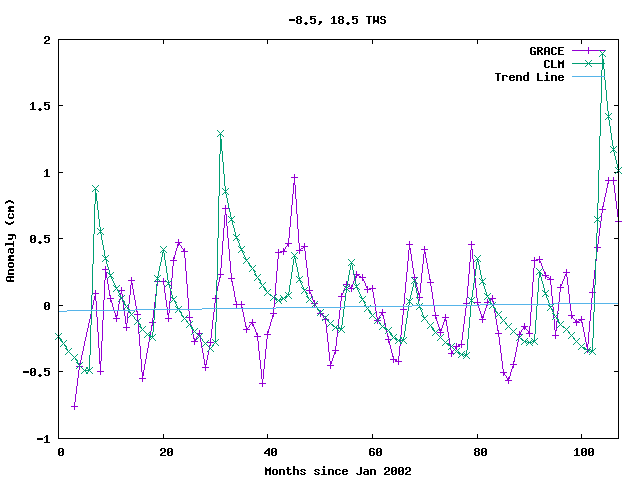 -8.5, 18.5 TWS
GRACE
CLM
Trend Line
2
1.5
1
0.5
0
-0.5
-1
Anomaly (cm)
0 20 40 60 80 100
Months since Jan 2002